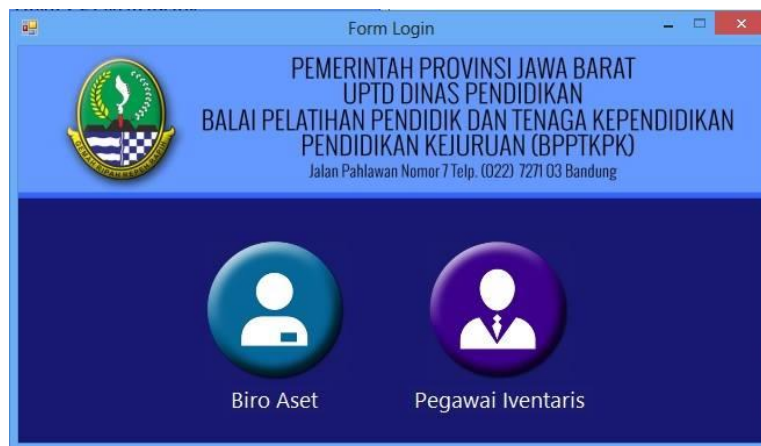 Form Login
PEMERINTAH PROVINSI JAWA BARAT
UPTD DINAS PENDIDIKAN
BALAI PELATIHAN PENDIDIK DAN TENAGA KEPENDIDIKAN
PENDIDIKAN KEJURUAN (BPPTKPK)
Jalan Pahlawan Nomor 7 Telp. (022) 7271 03 Bandung
Biro Aset
Pegawai Iventaris